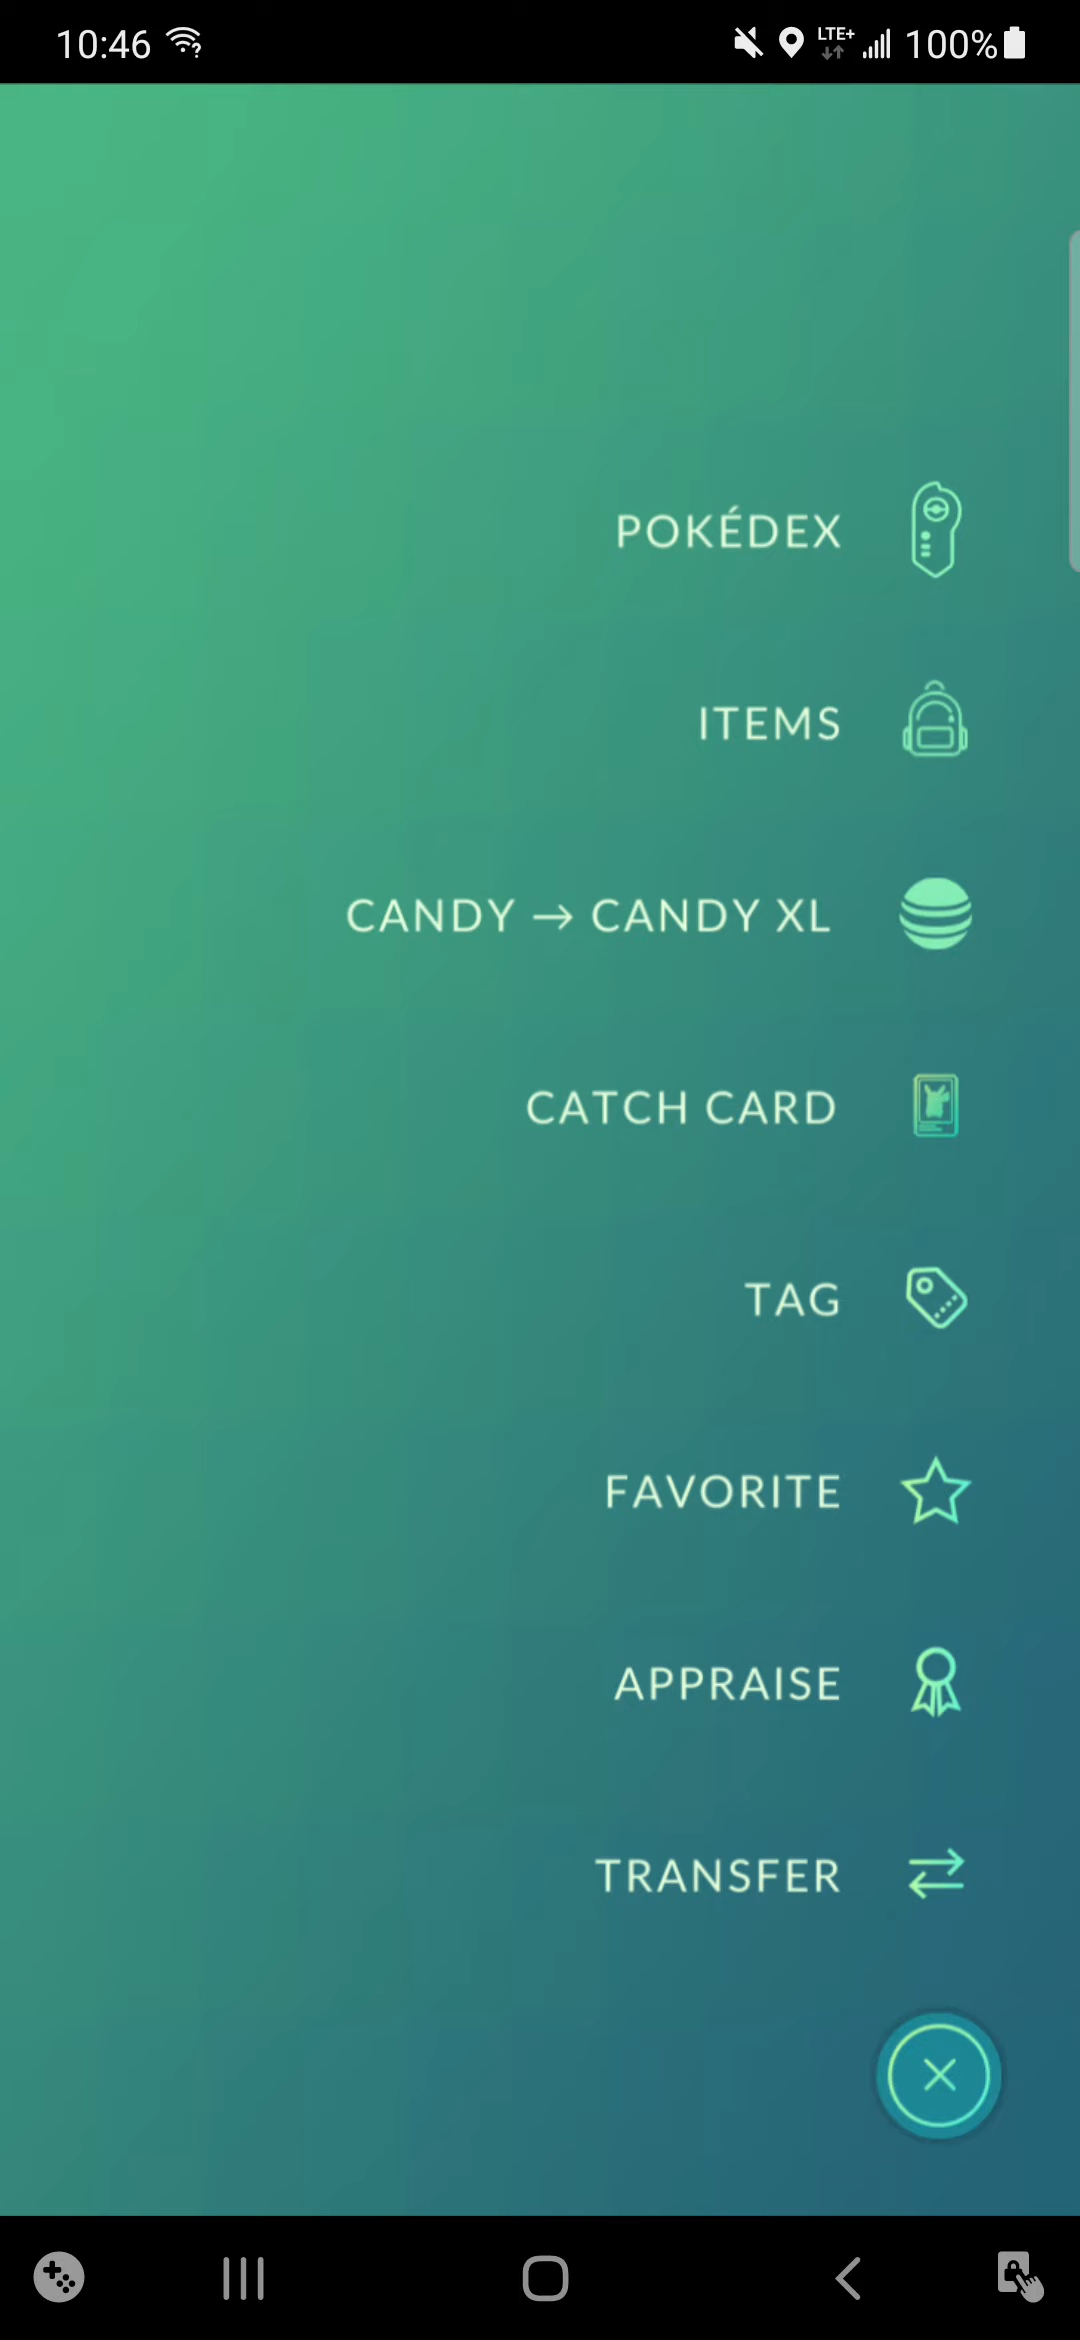 10:46
LTE+ 100%
POKÉDEX
ITEMS
CANDY → CANDY XL
CATCH CARD
TAG
FAVORITE
APPRAISE
TRANSFER